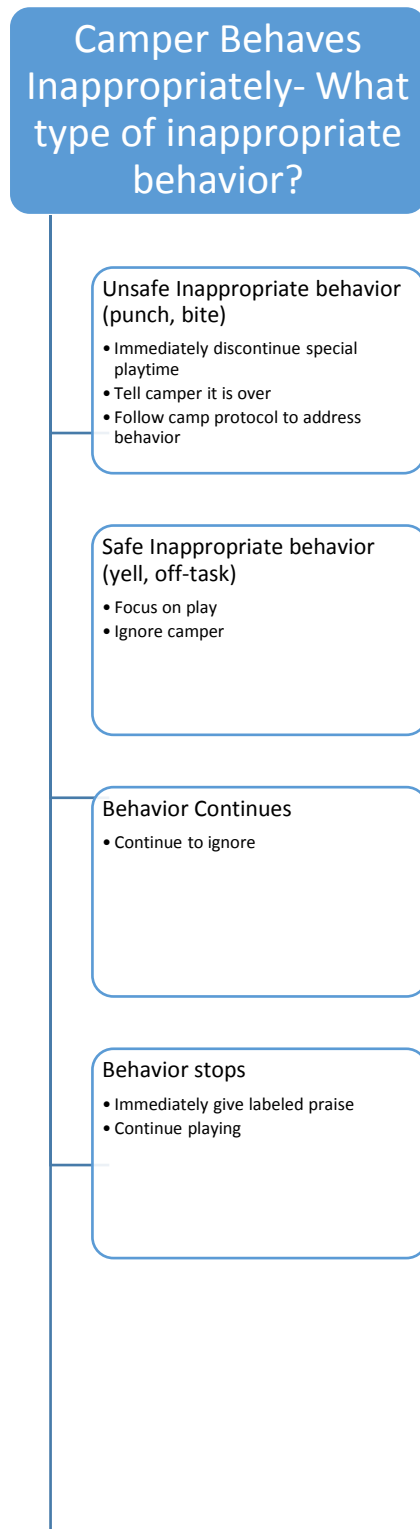 Camper Behaves
Inappropriately- What
type of inappropriate
behavior?
Unsafe Inappropriate behavior
(punch, bite)
• Immediately discontinue special
playtime
• Tell camper it is over
• Follow camp protocol to address
behavior
Safe Inappropriate behavior
(yell, off-task)
• Focus on play
• Ignore camper
Behavior Continues
• Continue to ignore
Behavior stops
• Immediately give labeled praise
• Continue playing